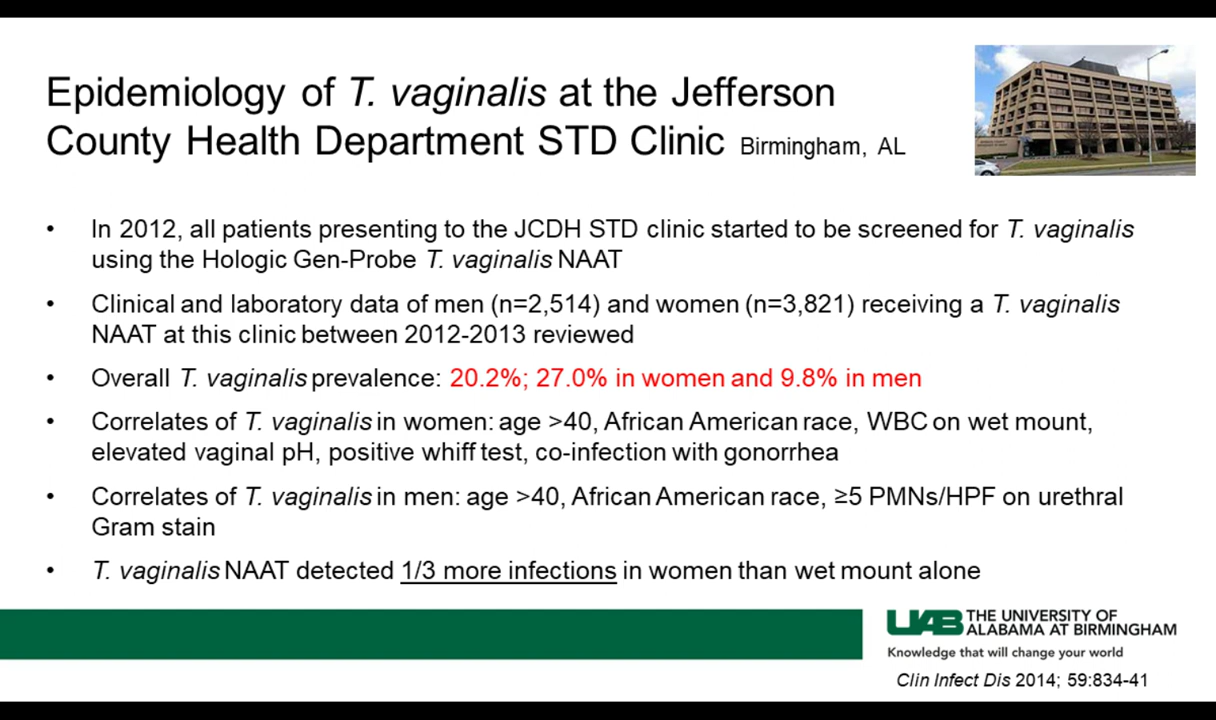 Epidemiology of T. vaginalis at the Jefferson
County Health Department STD Clinic Birmingham, AL
• In 2012, all patients presenting to the JCDH STD clinic started to be screened for T. vaginalis
using the Hologic Gen-Probe T. vaginalis NAAT
• Clinical and laboratory data of men (n=2,514) and women (n=3,821) receiving a T. vaginalis
NAAT at this clinic between 2012-2013 reviewed
• Overall T. vaginalis prevalence: 20.2%; 27.0% in women and 9.8% in men
• Correlates of T. vaginalis in women: age >40, African American race, WBC on wet mount,
elevated vaginal pH, positive whiff test, co-infection with gonorrhea
• Correlates of T. vaginalis in men: age >40, African American race, ≥5 PMNs/HPF on urethral
Gram stain
• T. vaginalis NAAT detected 1/3 more infections in women than wet mount alone
UAB THE UNIVERSITY OF
ALABAMA AT BIRMINGHAM
Knowledge that will change your world
Clin Infect Dis 2014; 59:834-41